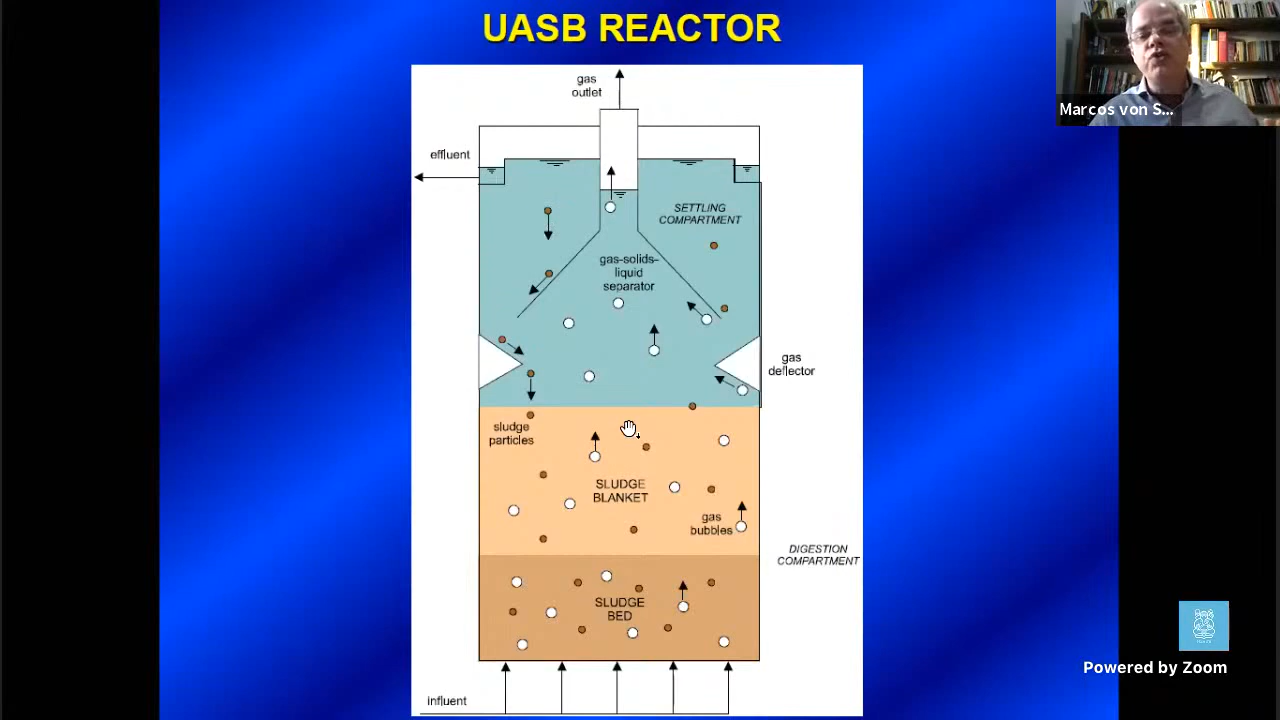 UASB REACTOR
Marcos von S...
gas
outlet
effluent
SETTLING
COMPARTMENT
gas-solids-
liquid
separator
gas
deflector
sludge
particles
SLUDGE
BLANKET
gas
bubbles
DIGESTION
COMPARTMENT
SLUDGE
BED
influent
Powered by Zoom